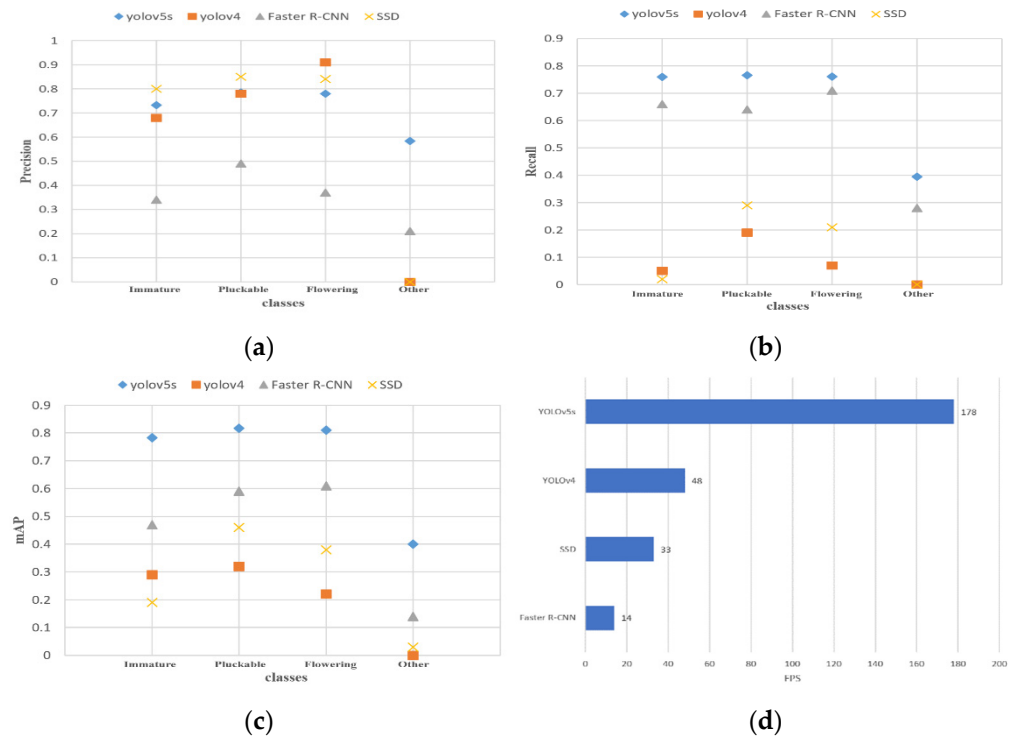 yolov5s yolov4 Faster R-CNN SSD
1
0.9
0.8
0.7
0.6
0.5
0.4
0.3
0.2
0.1
0
Precision
Immature Pluckable Flowering Other
classes
(a)
yolov5s yolov4 Faster R-CNN SSD
0.9
0.8
0.7
0.6
0.5
0.4
0.3
0.2
0.1
0
Recall
Immature Pluckable Flowering Other
classes
(b)
yolov5s yolov4 Faster R-CNN SSD
0.9
0.8
0.7
0.6
0.5
0.4
0.3
0.2
0.1
0
mAP
Immature Pluckable Flowering Other
classes
(c)
YOLOv5s 178
YOLOv4 48
SSD 33
Faster R-CNN 14
0 20 40 60 80 100 120 140 160 180 200
FPS
(d)